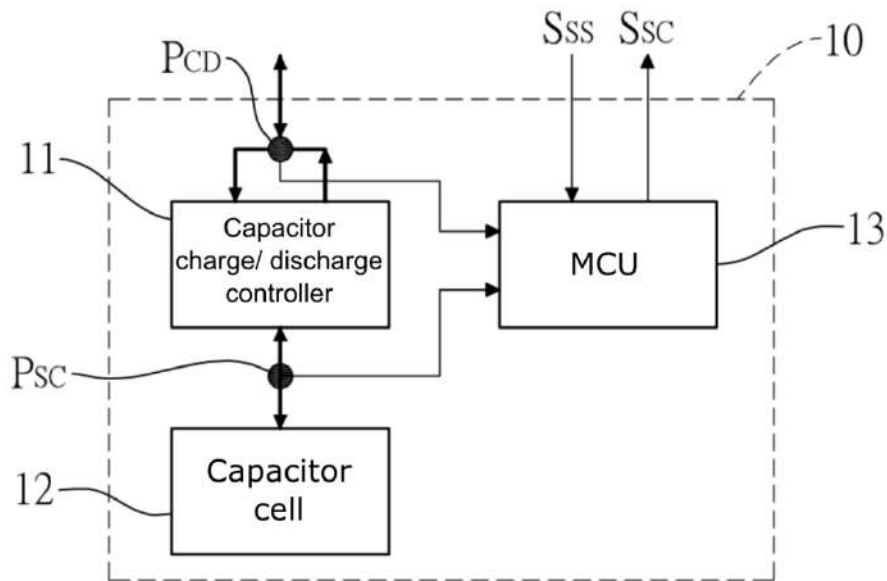 PCD
SSS SSC
10
11
Capacitor
charge/ discharge
controller
MCU
13
PSC
12
Capacitor
cell